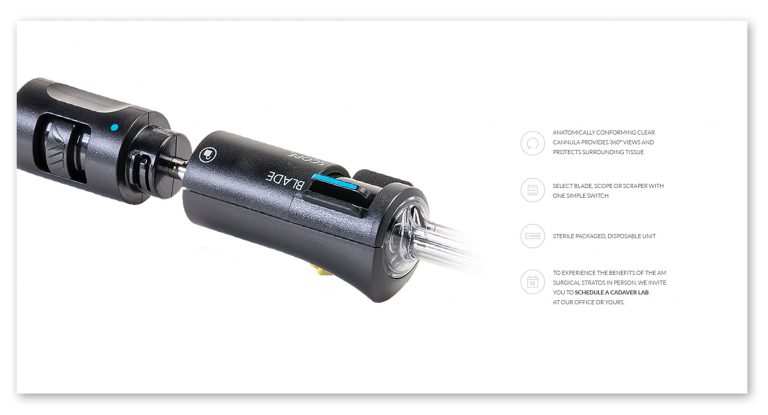 SCOPE
BLADE
ANATOMICALLY CONFORMING CLEAR
CANNULA PROVIDES 360° VIEWS AND
PROTECTS SURROUNDING TISSUE
SELECT BLADE, SCOPE OR SCRAPER WITH
ONE SIMPLE SWITCH
STERILE PACKAGED, DISPOSABLE UNIT
TO EXPERIENCE THE BENEFITS OF THE AM
SURGICAL STRATOS IN PERSON, WE INVITE
YOU TO SCHEDULE A CADAVER LAB
AT OUR OFFICE OR YOURS.